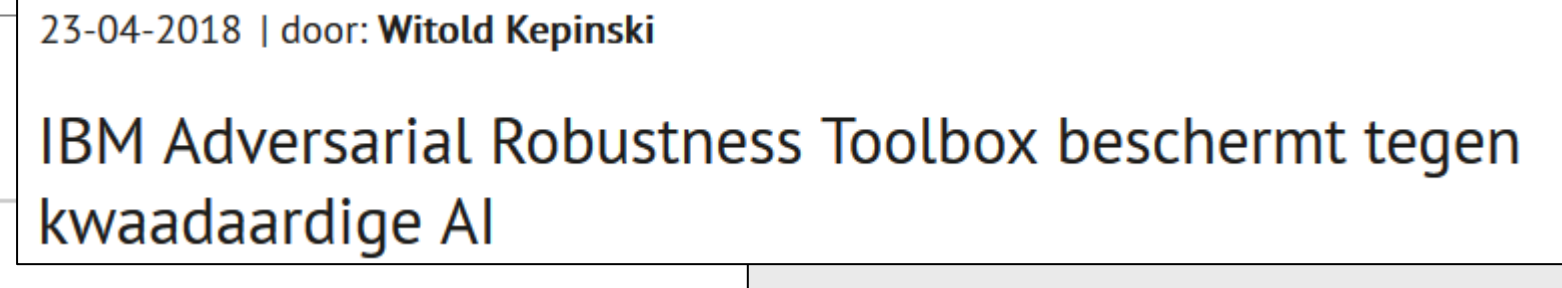 23-04-2018 | door: Witold Kepinski
IBM Adversarial Robustness Toolbox beschermt tegen
kwaadaardige AI